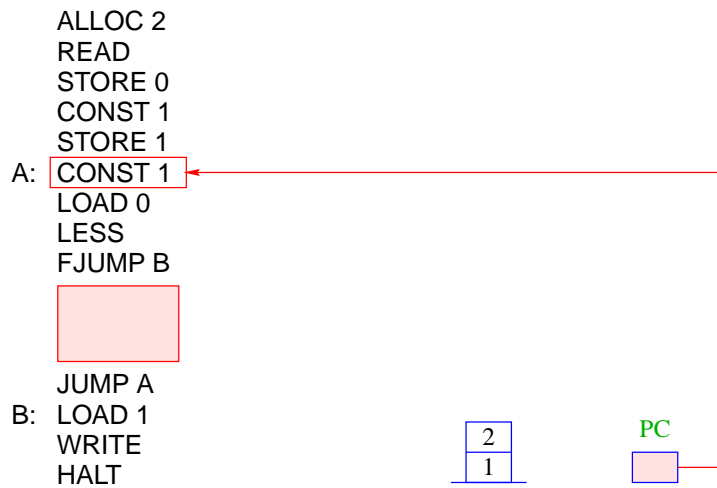 ALLOC 2
READ
STORE 0
CONST 1
STORE 1
A: CONST 1
LOAD 0
LESS
FJUMP B
JUMP A
B: LOAD 1
WRITE
HALT
2
1
PC